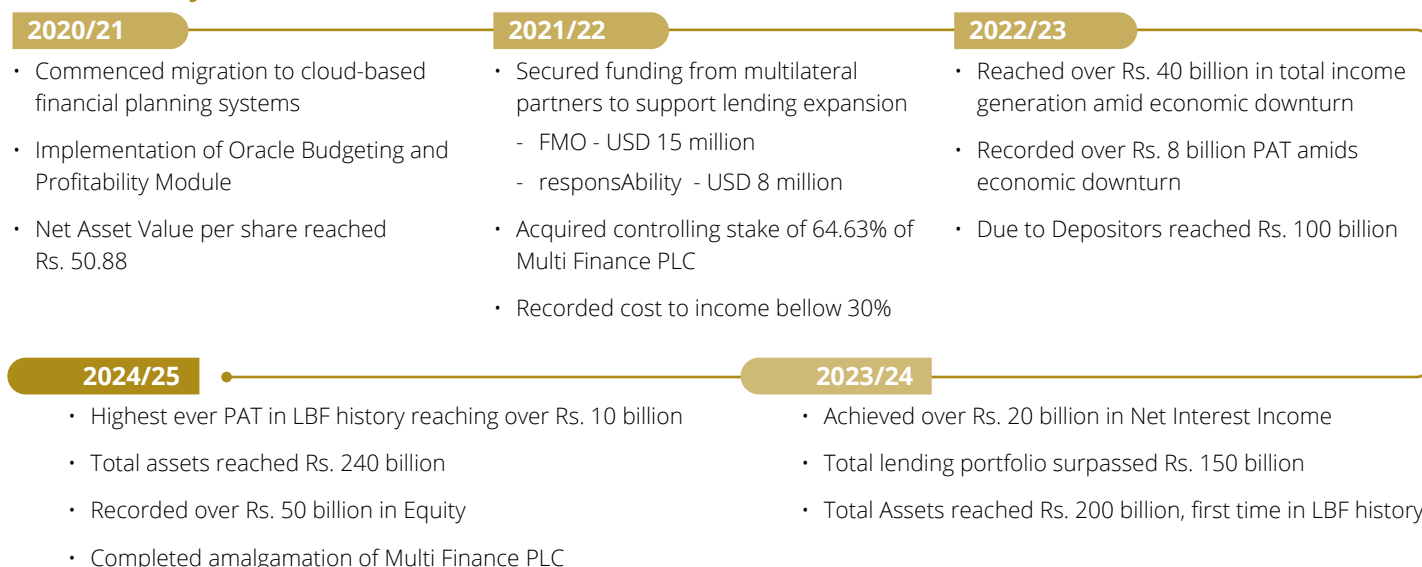 2020/21
• Commenced migration to cloud-based
financial planning systems
• Implementation of Oracle Budgeting and
Profitability Module
• Net Asset Value per share reached
Rs. 50.88
2021/22
• Secured funding from multilateral
partners to support lending expansion
- FMO - USD 15 million
- responsAbility - USD 8 million
• Acquired controlling stake of 64.63% of
Multi Finance PLC
• Recorded cost to income bellow 30%
2022/23
• Reached over Rs. 40 billion in total income
generation amid economic downturn
• Recorded over Rs. 8 billion PAT amids
economic downturn
• Due to Depositors reached Rs. 100 billion
2023/24
• Achieved over Rs. 20 billion in Net Interest Income
• Total lending portfolio surpassed Rs. 150 billion
• Total Assets reached Rs. 200 billion, first time in LBF history
2024/25
• Highest ever PAT in LBF history reaching over Rs. 10 billion
• Total assets reached Rs. 240 billion
• Recorded over Rs. 50 billion in Equity
• Completed amalgamation of Multi Finance PLC